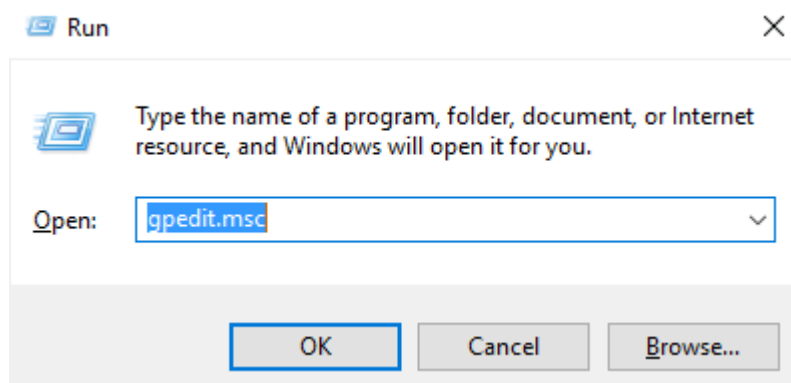 Run
Type the name of a program, folder, document, or Internet
resource, and Windows will open it for you.
Open: gpedit.msc
OK Cancel Browse...